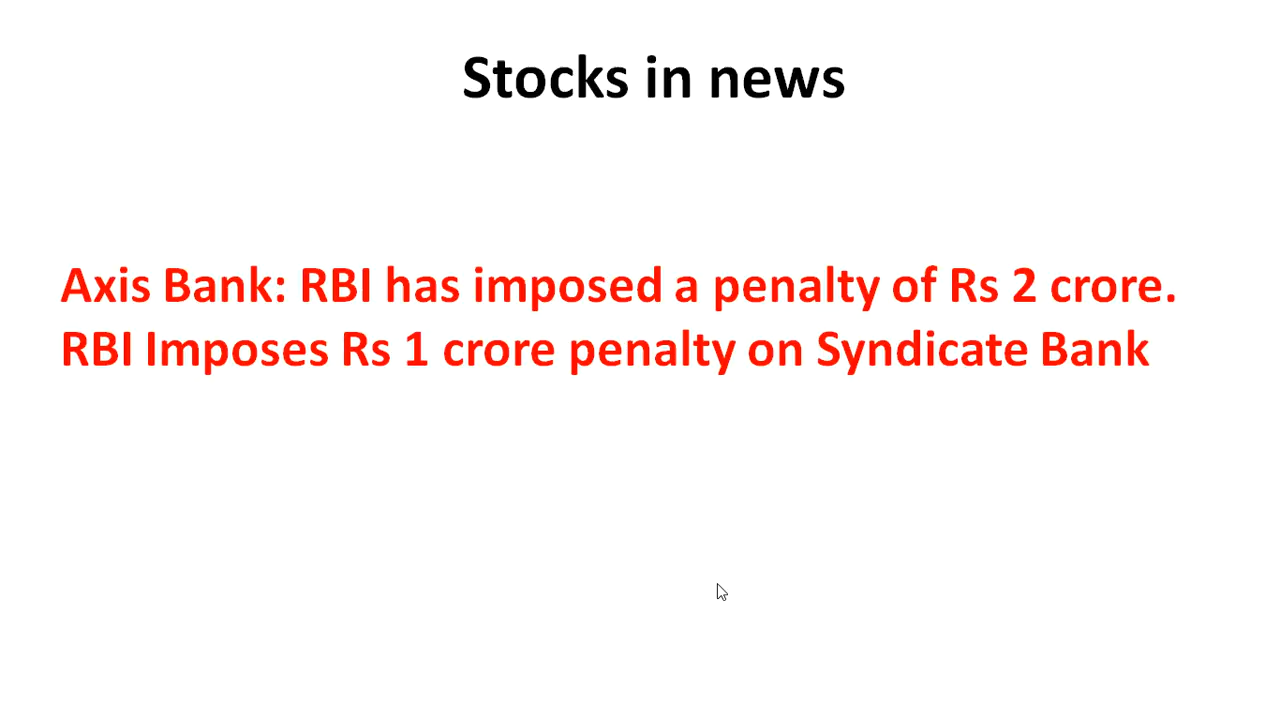 Stocks in news
Axis Bank: RBI has imposed a penalty of Rs 2 crore.
RBI Imposes Rs 1 crore penalty on Syndicate Bank